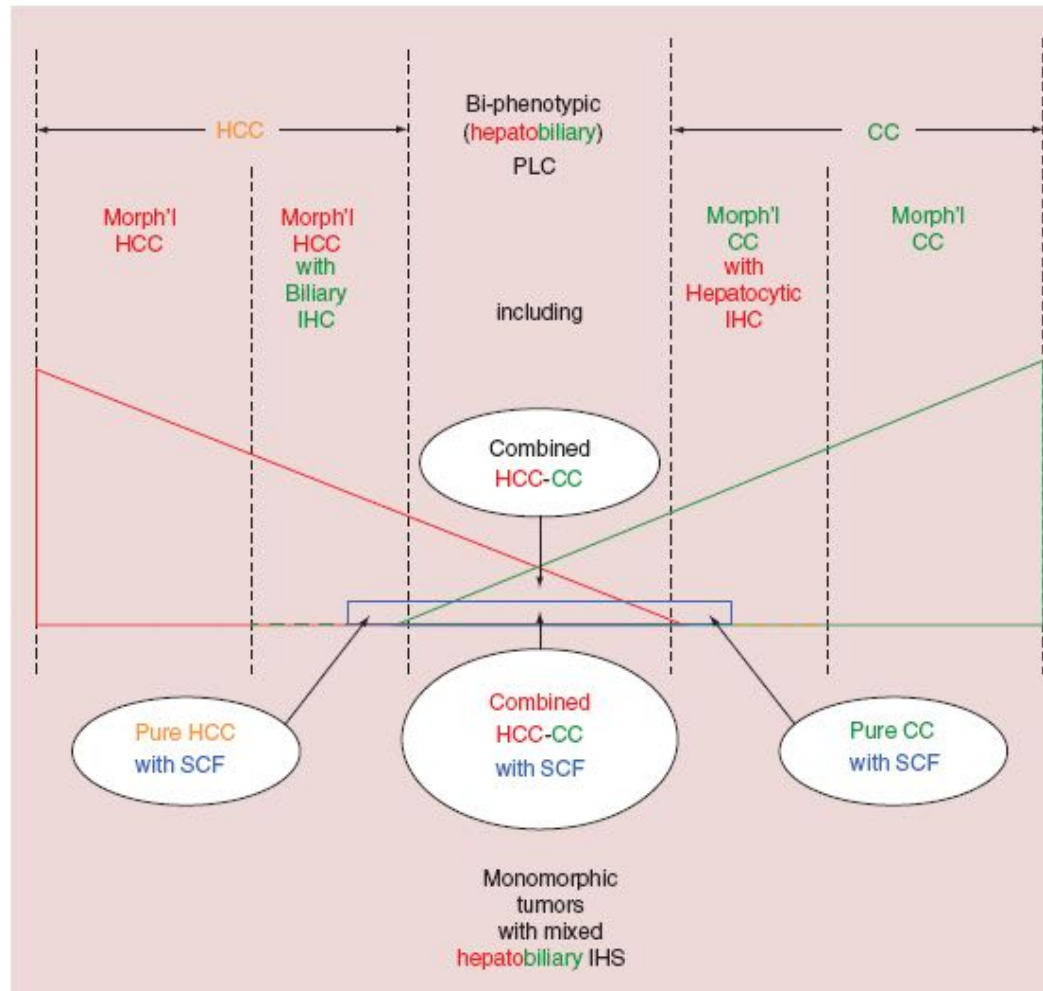 Bi-phenotypic
(hepatobiliary)
PLC
HCC
CC
Morph'l
HCC
Morph'l
HCC
with
Biliary
IHC
including
Morph'l
CC
with
Hepatocytic
IHC
Morph'l
CC
Combined
HCC-CC
Pure HCC
with SCF
Combined
HCC-CC
with SCF
Pure CC
with SCF
Monomorphic
tumors
with mixed
hepatobiliary IHS